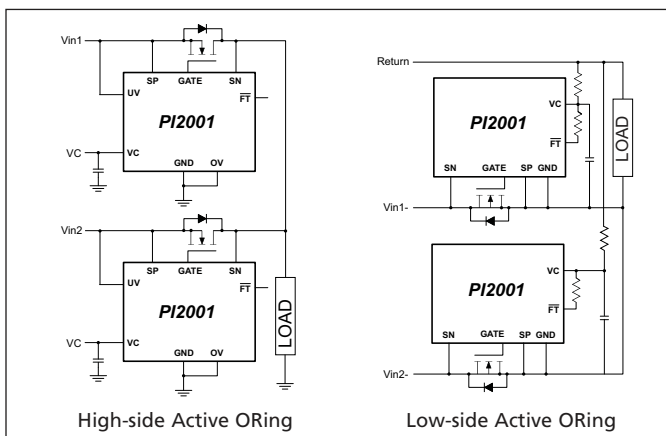 Vin1
SP GATE SN
UV
FT
PI2001
VC
VC
GND OV
Vin2
SP GATE SN
UV
FT
PI2001
VC
VC
GND OV
LOAD
High-side Active ORing
Return
VC
PI2001
FT
LOAD
SN GATE SP GND
Vin1-
VC
PI2001
FT
SN GATE SP GND
Vin2-
Low-side Active ORing